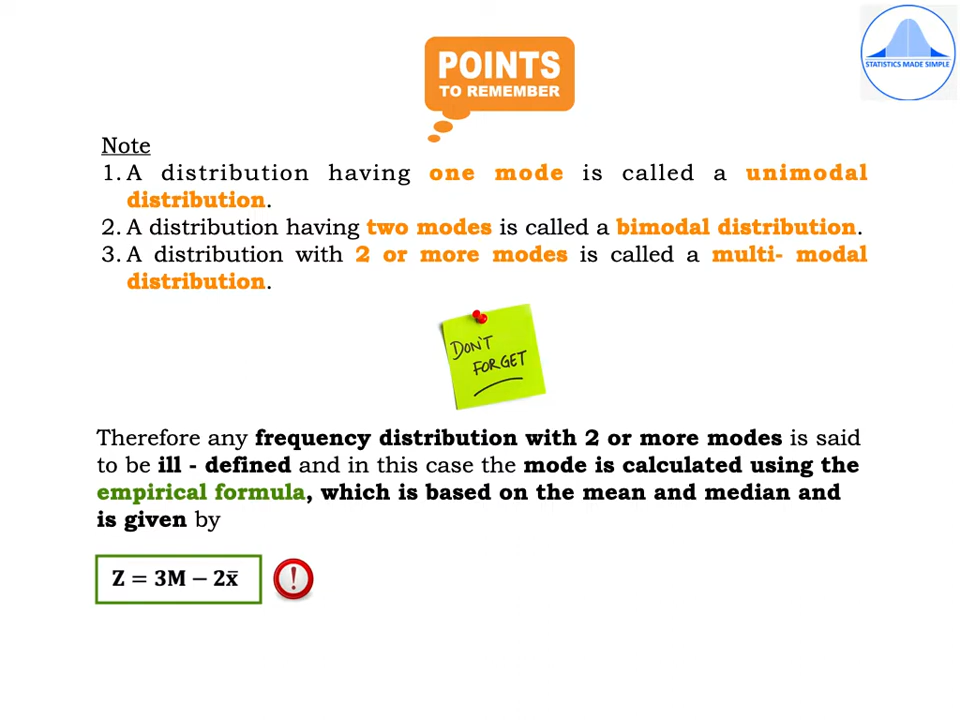 STATISTICS MADE SIMPLE
POINTS
TO REMEMBER
Note
1. A distribution having one mode is called a unimodal
distribution.
2. A distribution having two modes is called a bimodal distribution.
3. A distribution with 2 or more modes is called a multi- modal
distribution.
DON'T
FORGET
Therefore any frequency distribution with 2 or more modes is said
to be ill - defined and in this case the mode is calculated using the
empirical formula, which is based on the mean and median and
is given by
Z = 3M − 2x̄
!